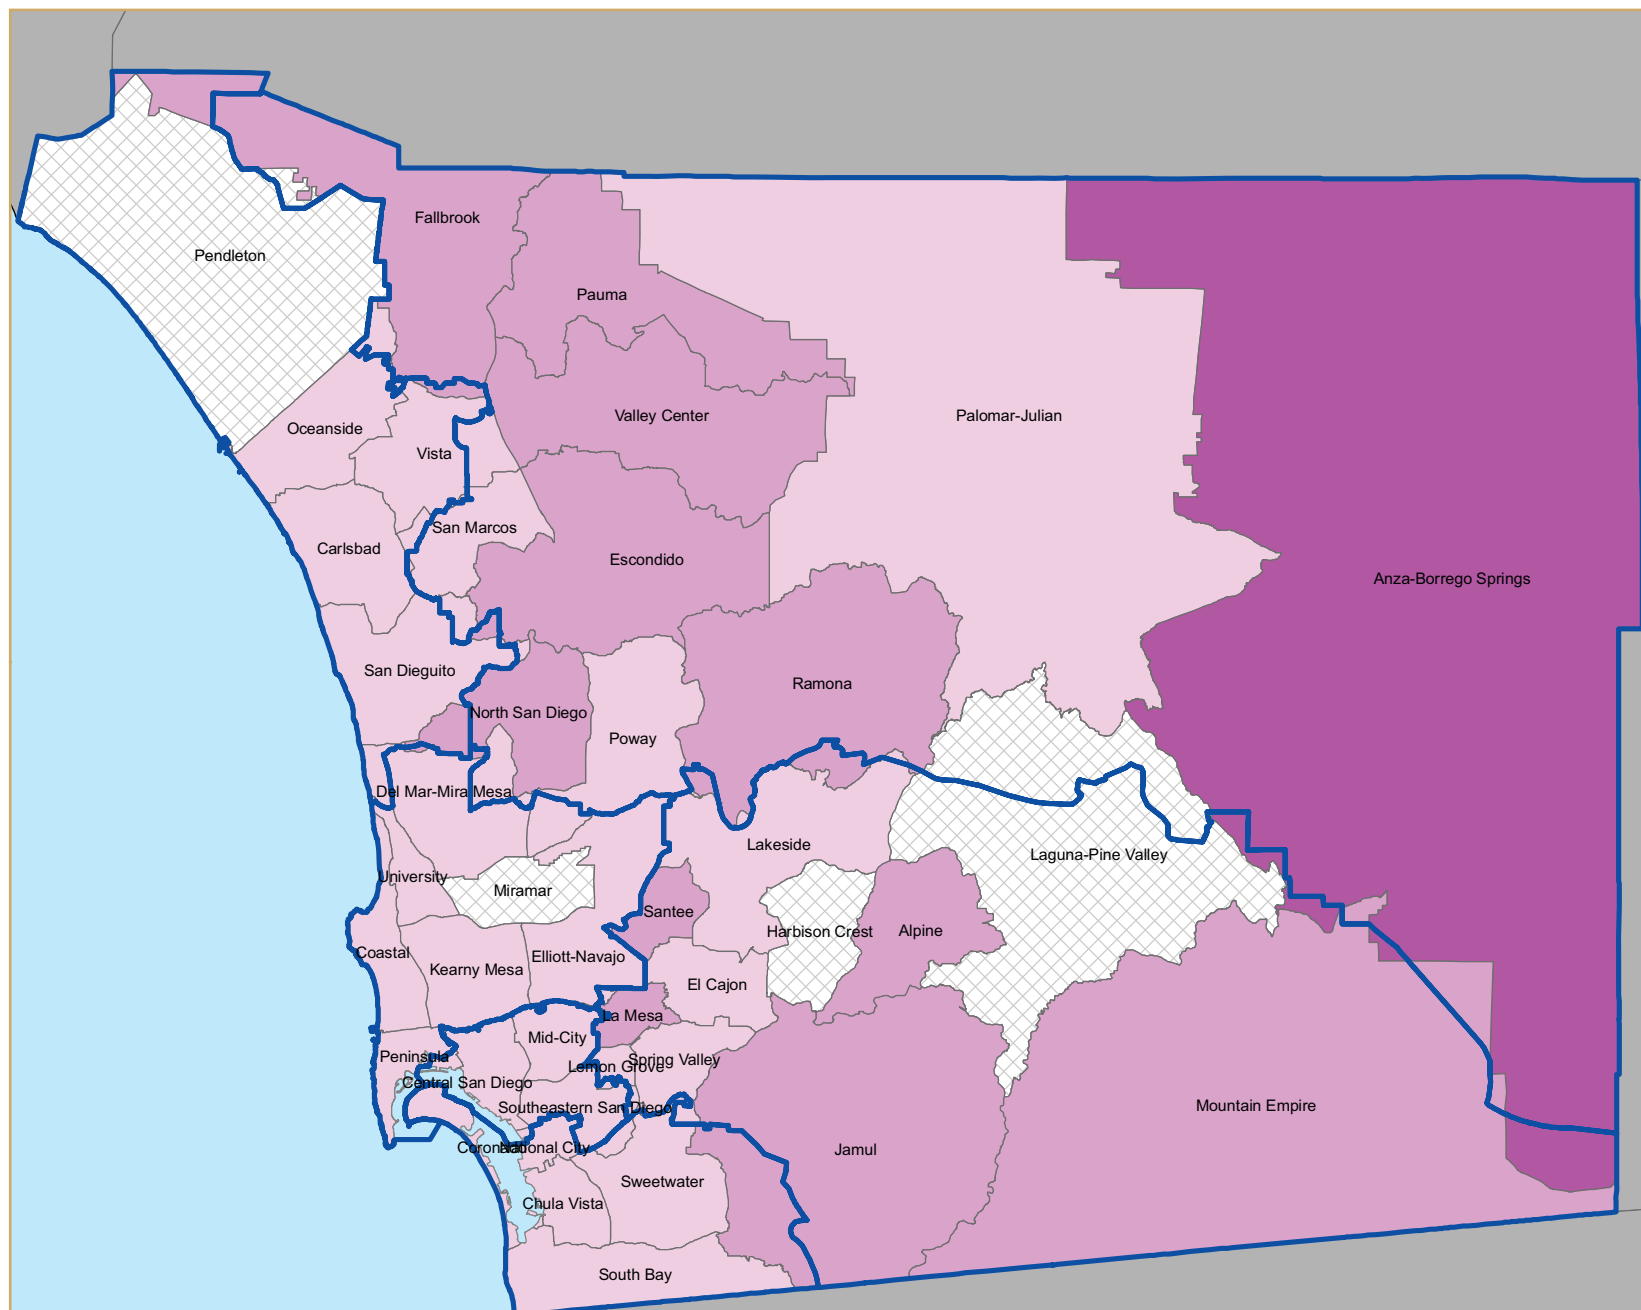 Fallbrook
Pendleton
Pauma
Valley Center
Palomar-Julian
Oceanside
Vista
San Marcos
Carlsbad
Escondido
Anza-Borrego Springs
San Dieguito
Ramona
North San Diego
Poway
Del Mar-Mira Mesa
Lakeside
Laguna-Pine Valley
University
Miramar
Santee
Harbison Crest
Alpine
Coastal
Elliott-Navajo
Kearny Mesa
El Cajon
La Mesa
Mid-City
Peninsula
Lemon Grove
Spring Valley
Central San Diego
Southeastern San Diego
Mountain Empire
Coronado
National City
Jamul
Sweetwater
Chula Vista
South Bay